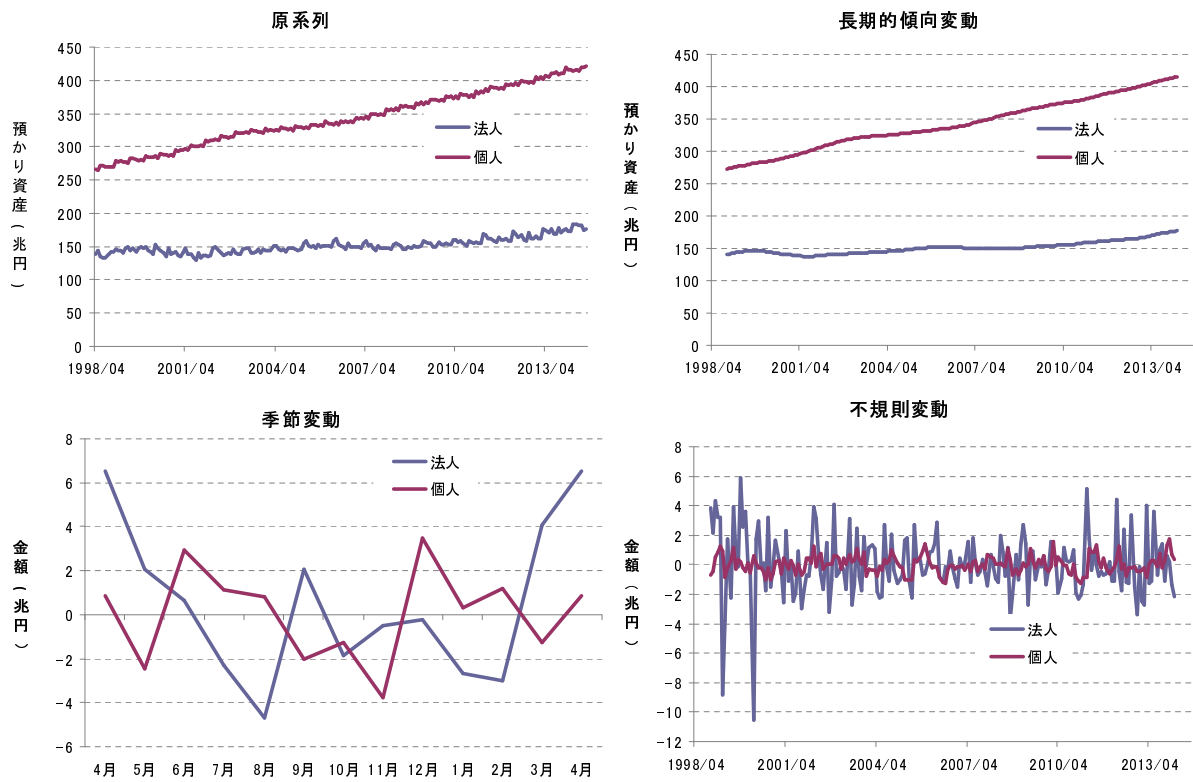 原系列
預かり資産(兆円)
450
400
350
300
250
200
150
100
50
0
1998/04
2001/04
2004/04
2007/04
2010/04
2013/04
法人
個人
長期的傾向変動
預かり資産(兆円)
450
400
350
300
250
200
150
100
50
0
1998/04
2001/04
2004/04
2007/04
2010/04
2013/04
法人
個人
季節変動
金額(兆円)
8
6
4
2
0
-2
-4
-6
4月
5月
6月
7月
8月
9月
10月
11月
12月
1月
2月
3月
4月
法人
個人
不規則変動
金額(兆円)
8
6
4
2
0
-2
-4
-6
-8
-10
-12
1998/04
2001/04
2004/04
2007/04
2010/04
2013/04
法人
個人